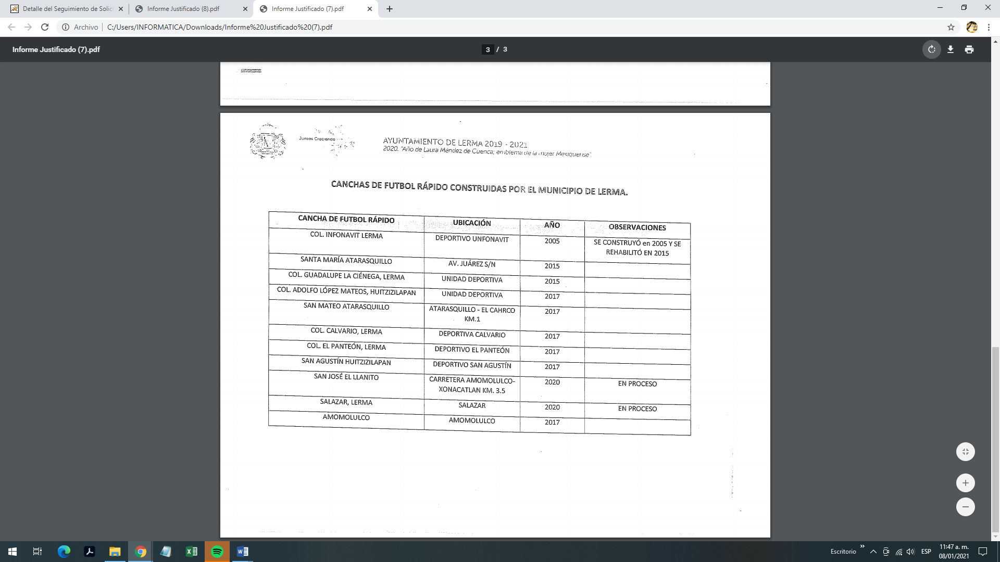 Detalle del Seguimiento de Solici
Informe Justificado (8).pdf
Informe Justificado (7).pdf
Archivo
C:/Users/INFORMATICA/Downloads/Informe%20Justificado%20(7).pdf
Informe Justificado (7).pdf
3 / 3
Juntos Creciendo
AYUNTAMIENTO DE LERMA 2019 - 2021
2020. "Año de Laura Méndez de Cuenca; emblema de la mujer Mexiquense".
CANCHAS DE FUTBOL RÁPIDO CONSTRUIDAS POR EL MUNICIPIO DE LERMA.
CANCHA DE FUTBOL RÁPIDO UBICACIÓN AÑO OBSERVACIONES
COL. INFONAVIT LERMA DEPORTIVO UNFONAVIT 2005 SE CONSTRUYÓ en 2005 Y SE
REHABILITÓ EN 2015
SANTA MARÍA ATARASQUILLO AV. JUÁREZ S/N 2015
COL. GUADALUPE LA CIÉNEGA, LERMA UNIDAD DEPORTIVA 2015
COL. ADOLFO LÓPEZ MATEOS, HUITZIZILAPAN UNIDAD DEPORTIVA 2017
SAN MATEO ATARASQUILLO ATARASQUILLO - EL CAHRCO 2017
KM.1
COL. CALVARIO, LERMA DEPORTIVA CALVARIO 2017
COL. EL PANTEÓN, LERMA DEPORTIVO EL PANTEÓN 2017
SAN AGUSTÍN HUITZIZILAPAN DEPORTIVO SAN AGUSTÍN 2017
SAN JOSÉ EL LLANITO CARRETERA AMOMOLULCO- 2020 EN PROCESO
XONACATLAN KM. 3.5
SALAZAR, LERMA SALAZAR 2020 EN PROCESO
AMOMOLULCO AMOMOLULCO 2017
Escritorio
ESP
11:47 a. m.
08/01/2021